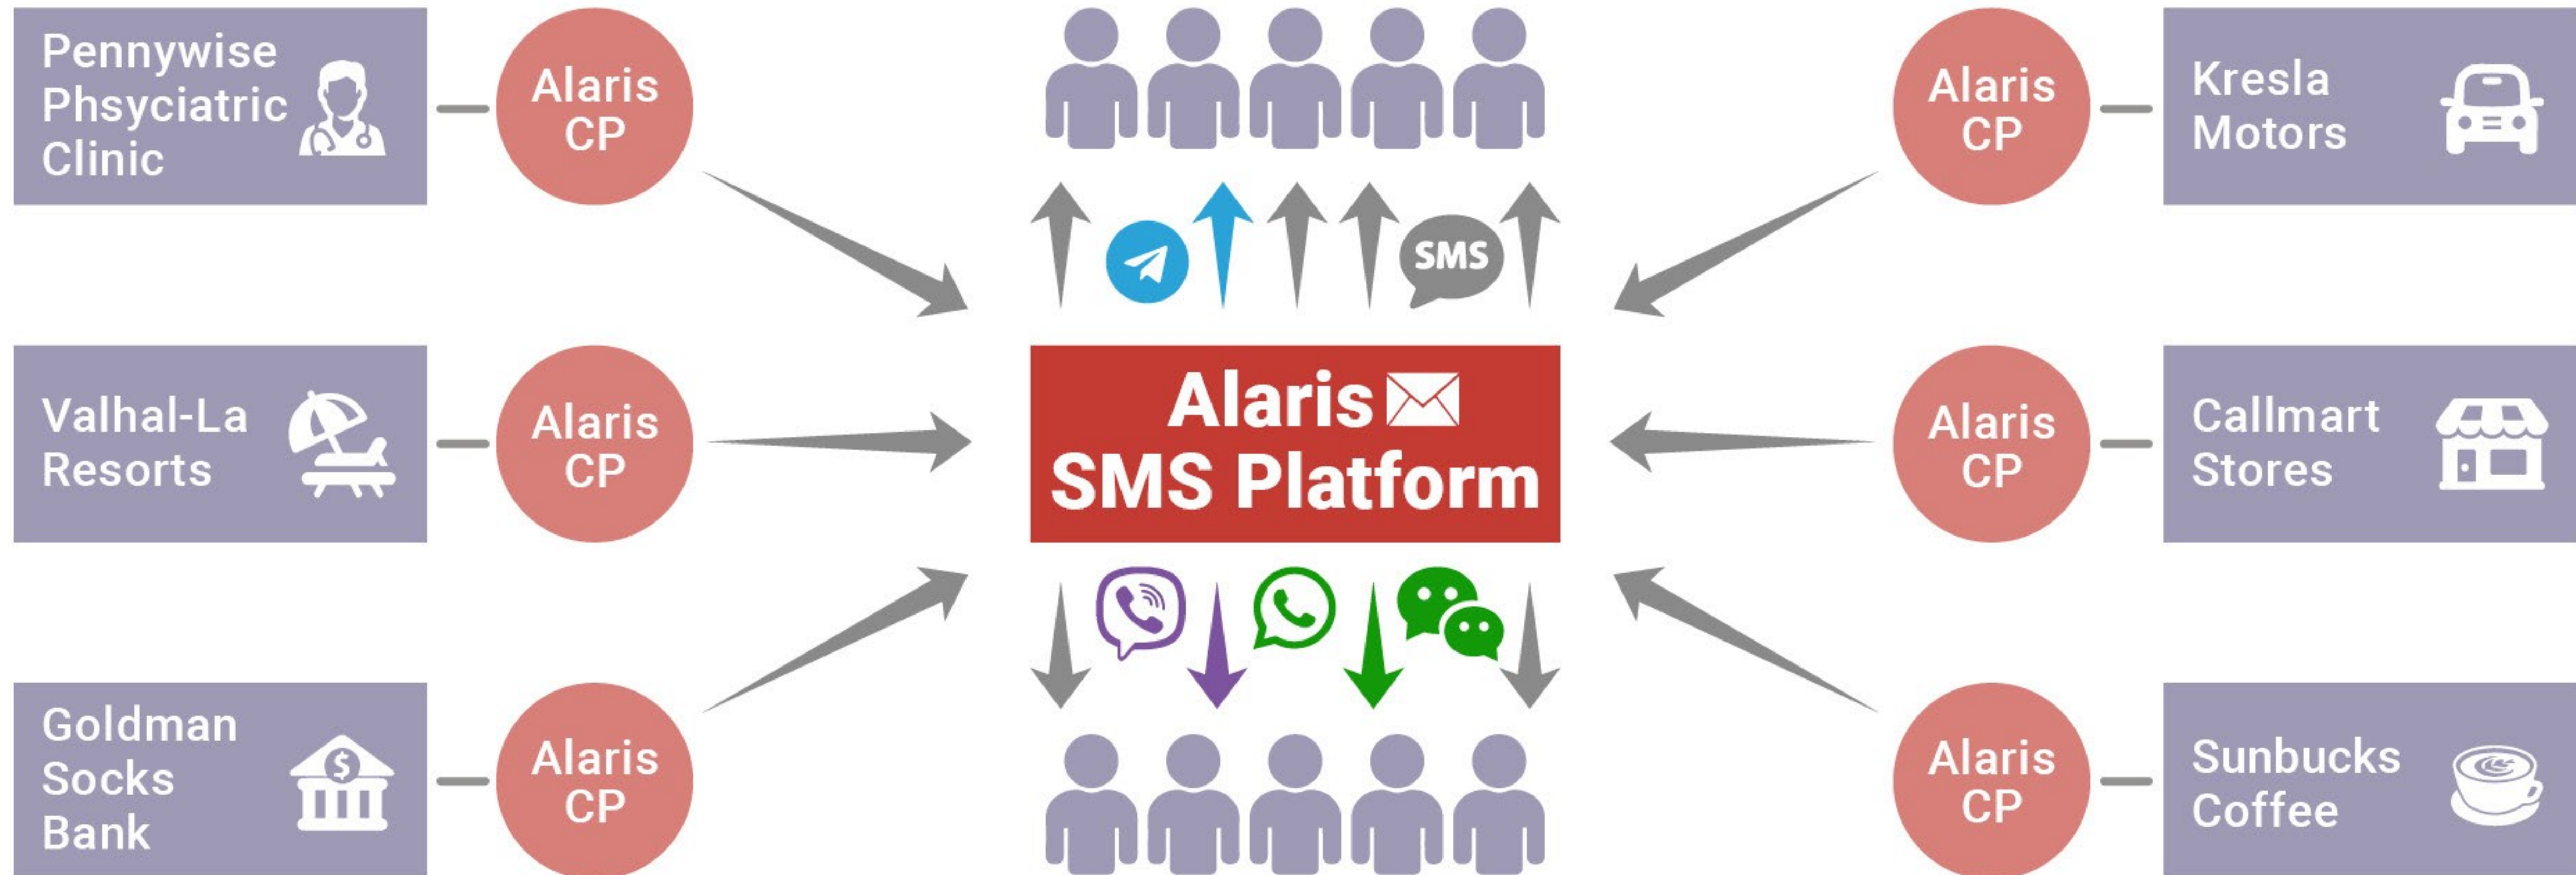 Pennywise
Phsyciatric
Clinic
Alaris
CP
Alaris
CP
Kresla
Motors
SMS
Valhal-La
Resorts
Alaris
CP
Alaris
SMS Platform
Alaris
CP
Callmart
Stores
Goldman
Socks
Bank
$
Alaris
CP
Alaris
CP
Sunbucks
Coffee